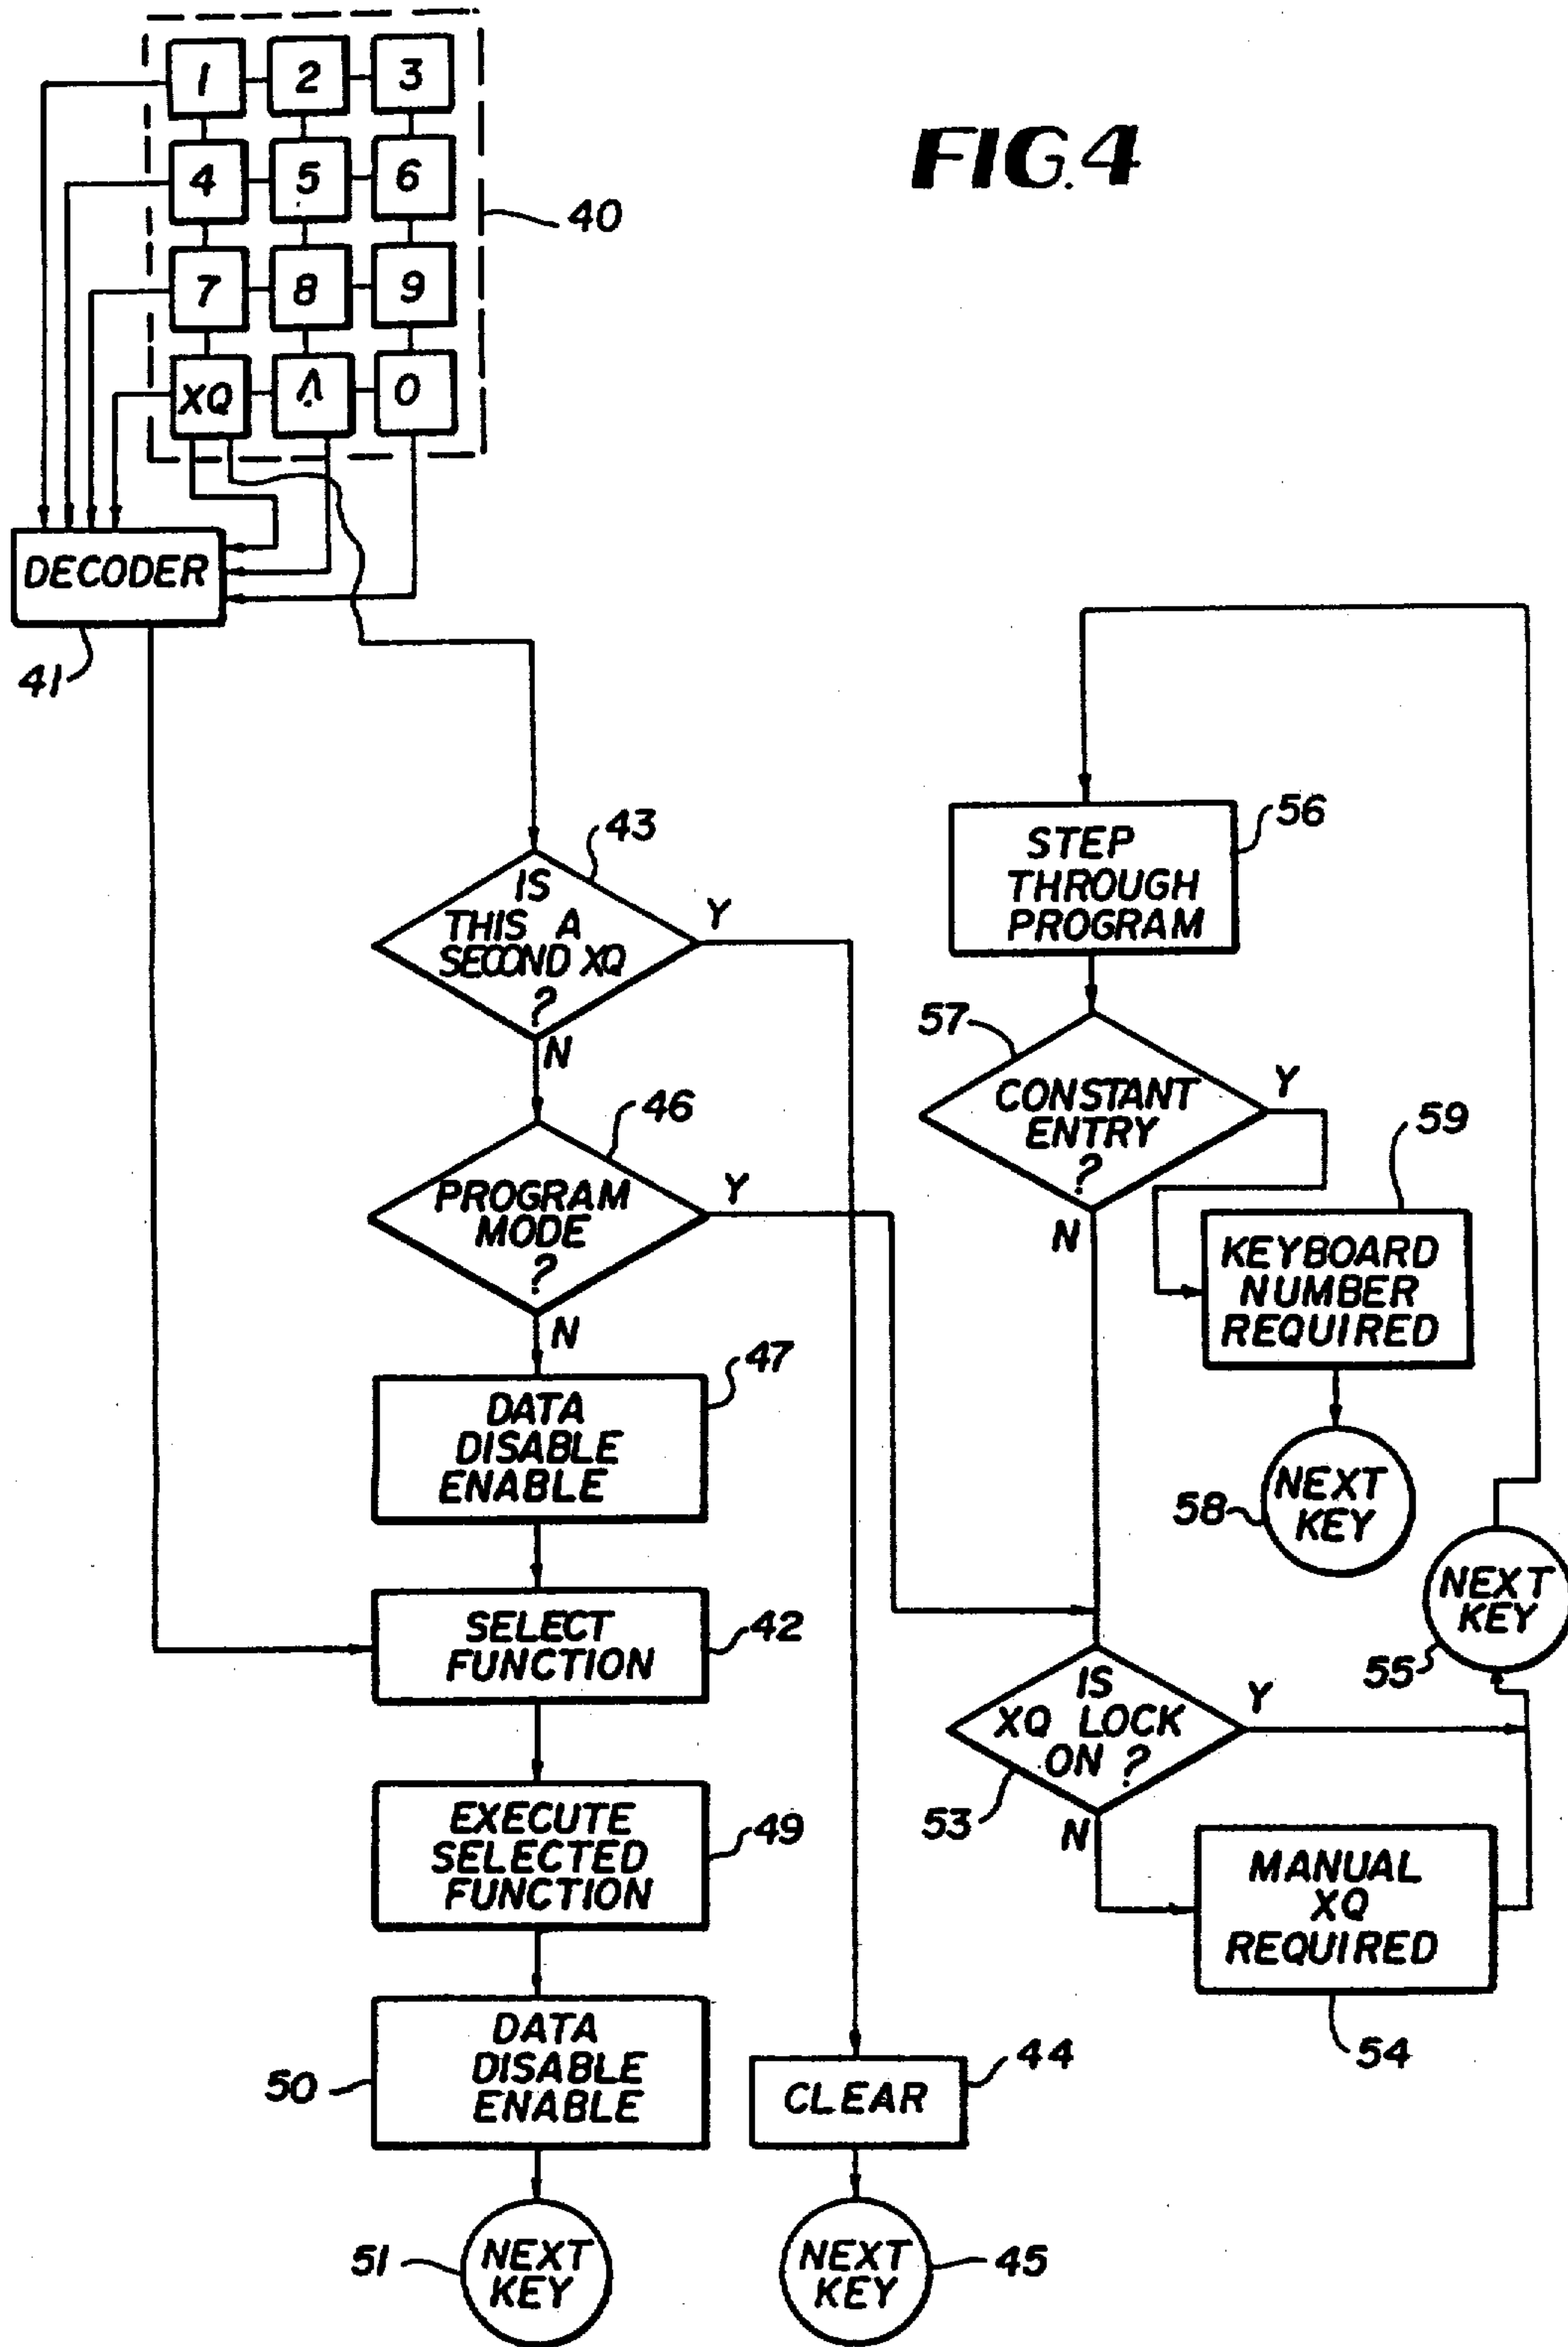 FIG.4
1 2 3
4 5 6
7 8 9
XQ 0
40
DECODER
41
43
IS
THIS A
SECOND XQ
?
Y
N
46
PROGRAM
MODE
?
Y
N
47
DATA
DISABLE
ENABLE
SELECT
FUNCTION
42
EXECUTE
SELECTED
FUNCTION
49
DATA
DISABLE
ENABLE
50
NEXT
KEY
51
CLEAR
44
NEXT
KEY
45
STEP
THROUGH
PROGRAM
56
57
CONSTANT
ENTRY
?
Y
N
59
KEYBOARD
NUMBER
REQUIRED
NEXT
KEY
58
NEXT
KEY
55
IS
XQ LOCK
ON ?
Y
53
N
MANUAL
XQ
REQUIRED
54